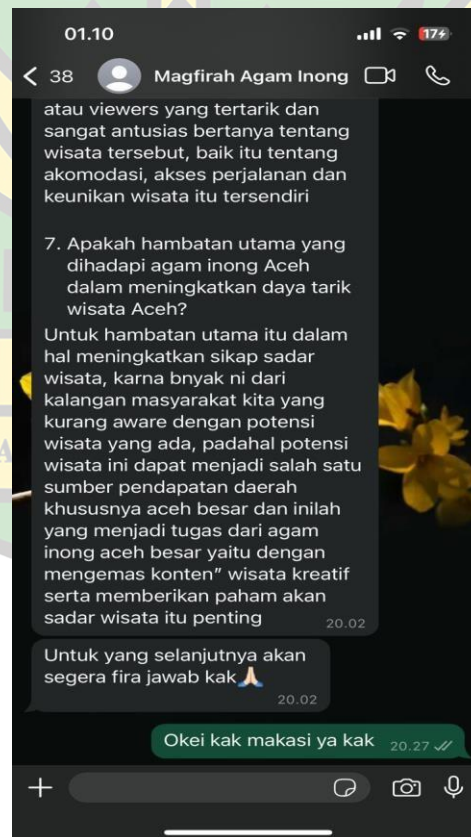 01.10
17
38 Magfirah Agam Inong
atau viewers yang tertarik dan
sangat antusias bertanya tentang
wisata tersebut, baik itu tentang
akomodasi, akses perjalanan dan
keunikan wisata itu tersendiri
7. Apakah hambatan utama yang
dihadapi agam inong Aceh
dalam meningkatkan daya tarik
wisata Aceh?
Untuk hambatan utama itu dalam
hal meningkatkan sikap sadar
wisata, karna bnyak ni dari
kalangan masyarakat kita yang
kurang aware dengan potensi
wisata yang ada, padahal potensi
wisata ini dapat menjadi salah satu
sumber pendapatan daerah
khususnya aceh besar dan inilah
yang menjadi tugas dari agam
inong aceh besar yaitu dengan
mengemas konten” wisata kreatif
serta memberikan paham akan
sadar wisata itu penting
20.02
Untuk yang selanjutnya akan
segera fira jawab kak🙏🏻
20.02
Okei kak makasi ya kak 20.27